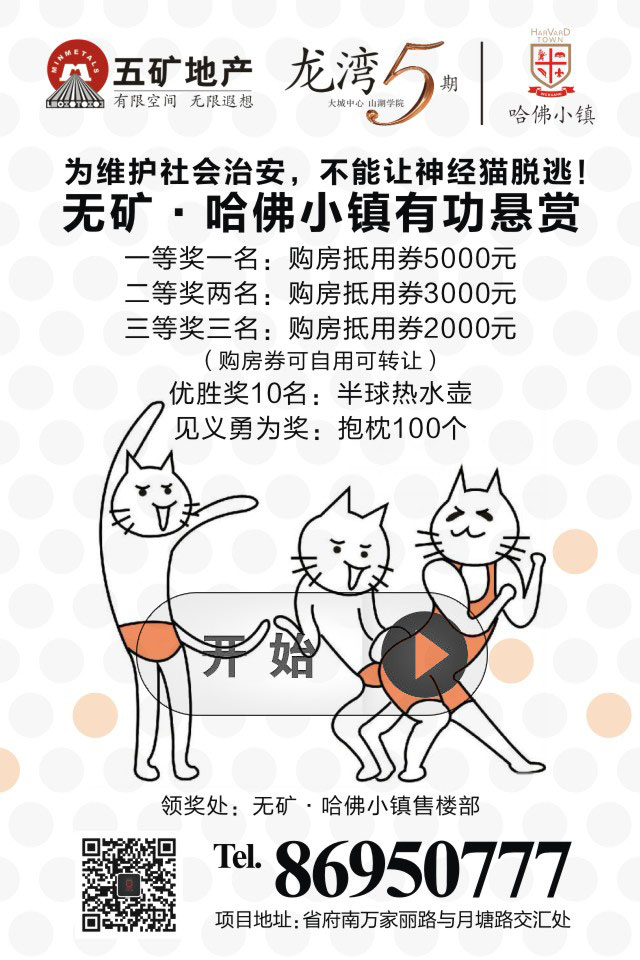 MINMETALS
五矿地产
有限空间 无限遐想
龙湾5期
大城中心 山湖学院
HARVARD
TOWN
哈佛小镇
为维护社会治安，不能让神经猫脱逃！
无矿·哈佛小镇有功悬赏
一等奖一名：购房抵用券5000元
二等奖两名：购房抵用券3000元
三等奖三名：购房抵用券2000元
（购房券可自用可转让）
优胜奖10名：半球热水壶
见义勇为奖：抱枕100个
开始
领奖处：无矿·哈佛小镇售楼部
Tel. 86950777
项目地址：省府南万家丽路与月塘路交汇处